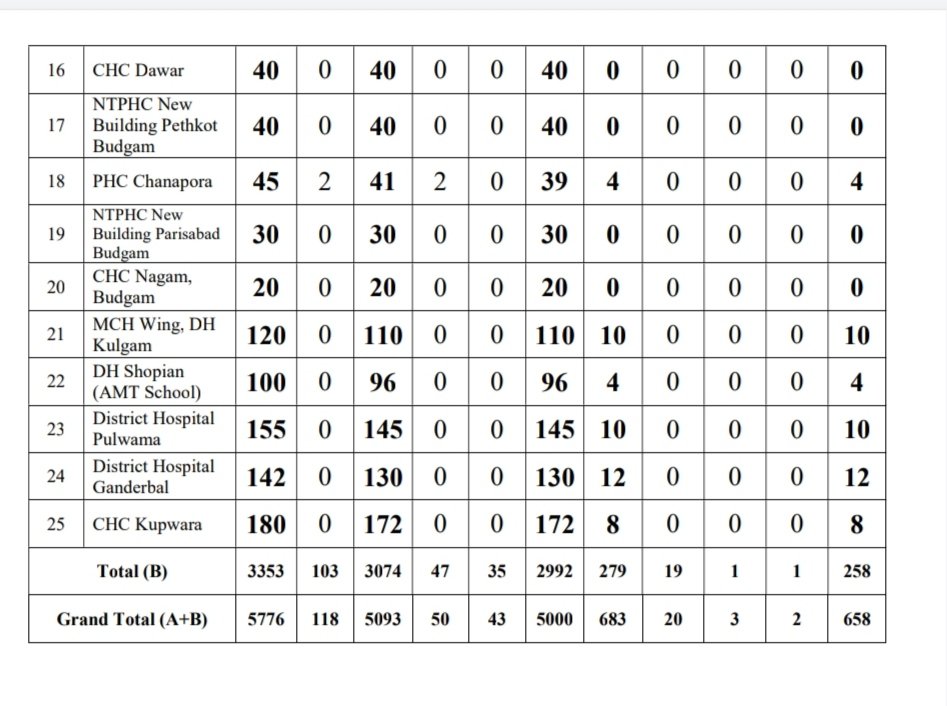 16 CHC Dawar 40 0 40 0 0 40 0 0 0 0 0
NTPHC New
17 Building Pethkot 40 0 40 0 0 40 0 0 0 0 0
Budgam
18 PHC Chanapora 45 2 41 2 0 39 4 0 0 0 4
NTPHC New
19 Building Parisabad 30 0 30 0 0 30 0 0 0 0 0
Budgam
20 CHC Nagam, 20 0 20 0 0 20 0 0 0 0 0
Budgam
21 MCH Wing, DH 120 0 110 0 0 110 10 0 0 0 10
Kulgam
22 DH Shopian 100 0 96 0 0 96 4 0 0 0 4
(AMT School)
23 District Hospital 155 0 145 0 0 145 10 0 0 0 10
Pulwama
24 District Hospital 142 0 130 0 0 130 12 0 0 0 12
Ganderbal
25 CHC Kupwara 180 0 172 0 0 172 8 0 0 0 8
Total (B) 3353 103 3074 47 35 2992 279 19 1 1 258
Grand Total (A+B) 5776 118 5093 50 43 5000 683 20 3 2 658